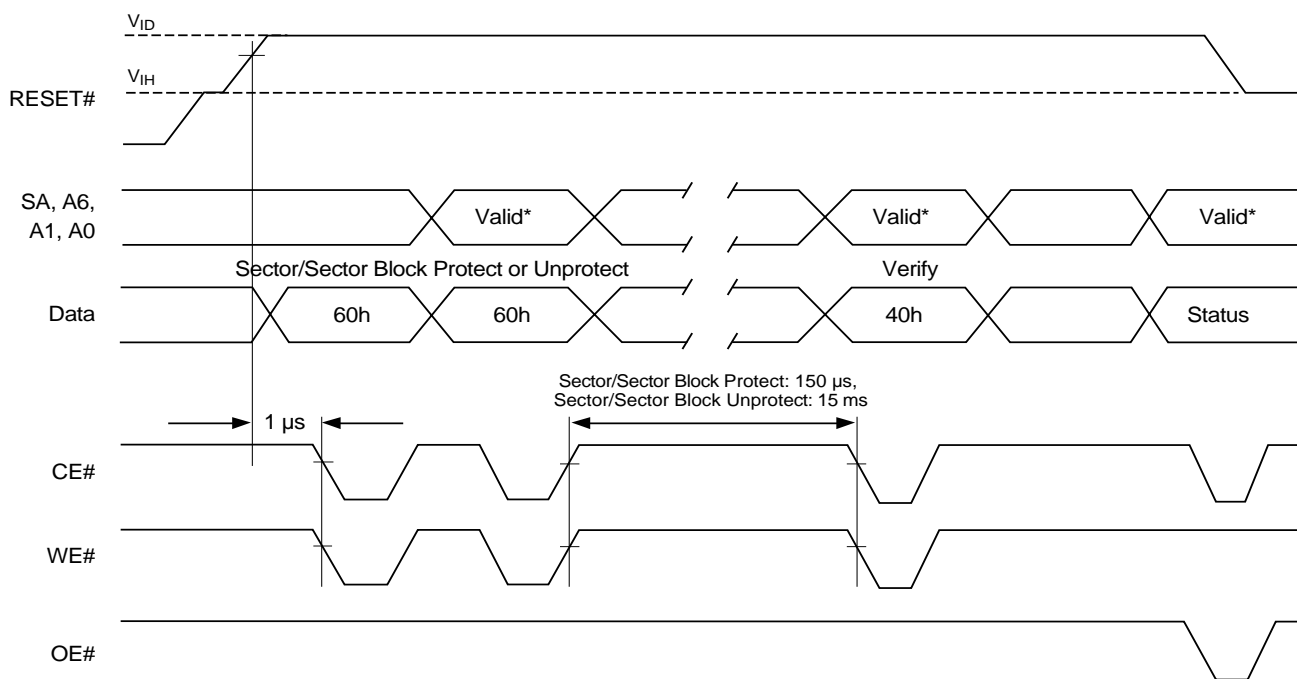 VID
VIH
RESET#
SA, A6,
A1, A0
Valid*
Valid*
Valid*
Sector/Sector Block Protect or Unprotect
Verify
Data
60h
60h
40h
Status
Sector/Sector Block Protect: 150 µs,
Sector/Sector Block Unprotect: 15 ms
1 µs
CE#
WE#
OE#